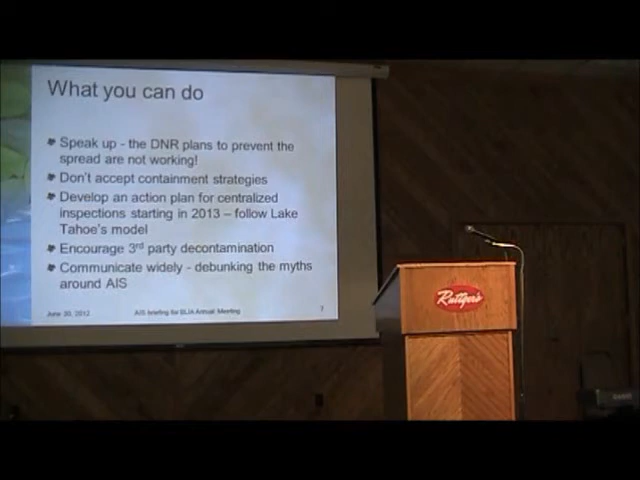 What you can do
Speak up - the DNR plans to prevent the
spread are not working!
Don't accept containment strategies
Develop an action plan for centralized
inspections starting in 2013 – follow Lake
Tahoe's model
Encourage 3rd party decontamination
Communicate widely - debunking the myths
around AIS
June 30, 2012
AIS briefing for BLIA Annual Meeting
7
Ruttger's